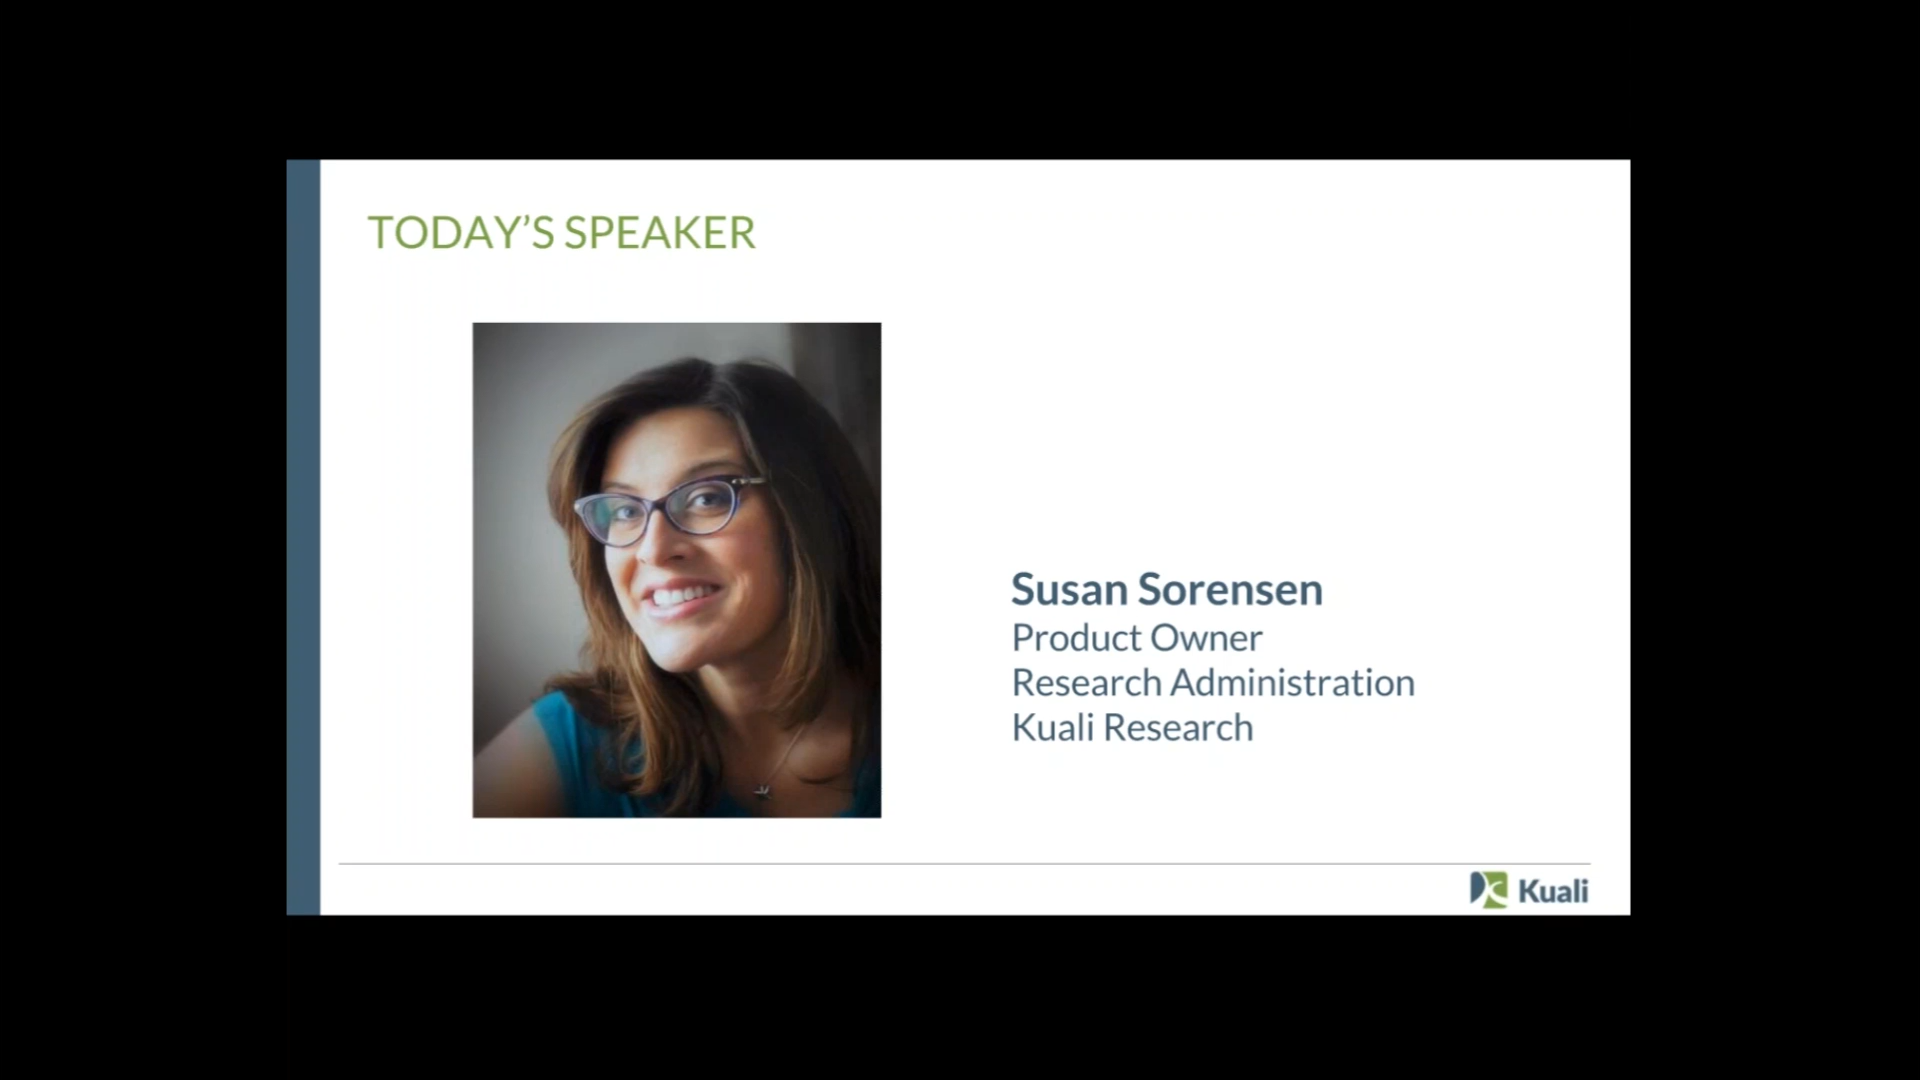 TODAY’S SPEAKER
Susan Sorensen
Product Owner
Research Administration
Kuali Research
Kuali